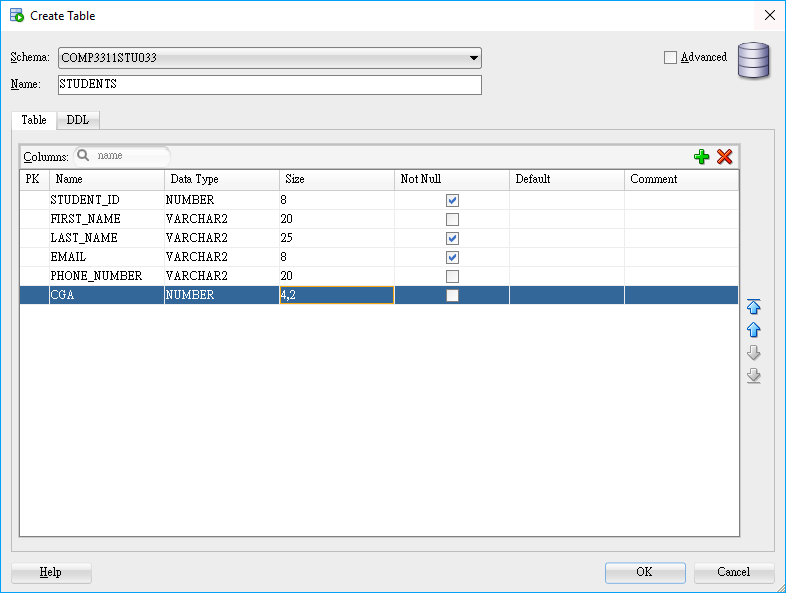 Create Table
Schema: COMP3311STU033 Advanced
Name: STUDENTS
Table DDL
Columns: name
PK Name Data Type Size Not Null Default Comment
STUDENT_ID NUMBER 8
FIRST_NAME VARCHAR2 20
LAST_NAME VARCHAR2 25
EMAIL VARCHAR2 8
PHONE_NUMBER VARCHAR2 20
CGA NUMBER 4,2
Help OK Cancel